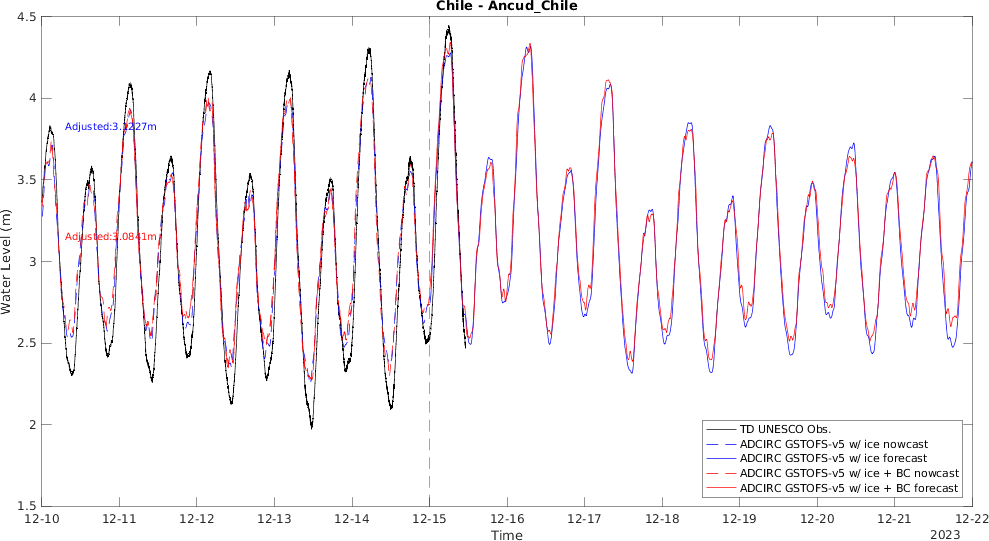 Chile - Ancud_Chile
4.5
4
3.5
3
2.5
2
1.5
Water Level (m)
Adjusted:3.1227m
Adjusted:3.0841m
TD UNESCO Obs.
ADCIRC GSTOFS-v5 w/ ice nowcast
ADCIRC GSTOFS-v5 w/ ice forecast
ADCIRC GSTOFS-v5 w/ ice + BC nowcast
ADCIRC GSTOFS-v5 w/ ice + BC forecast
12-10 12-11 12-12 12-13 12-14 12-15 12-16 12-17 12-18 12-19 12-20 12-21 12-22
Time
2023